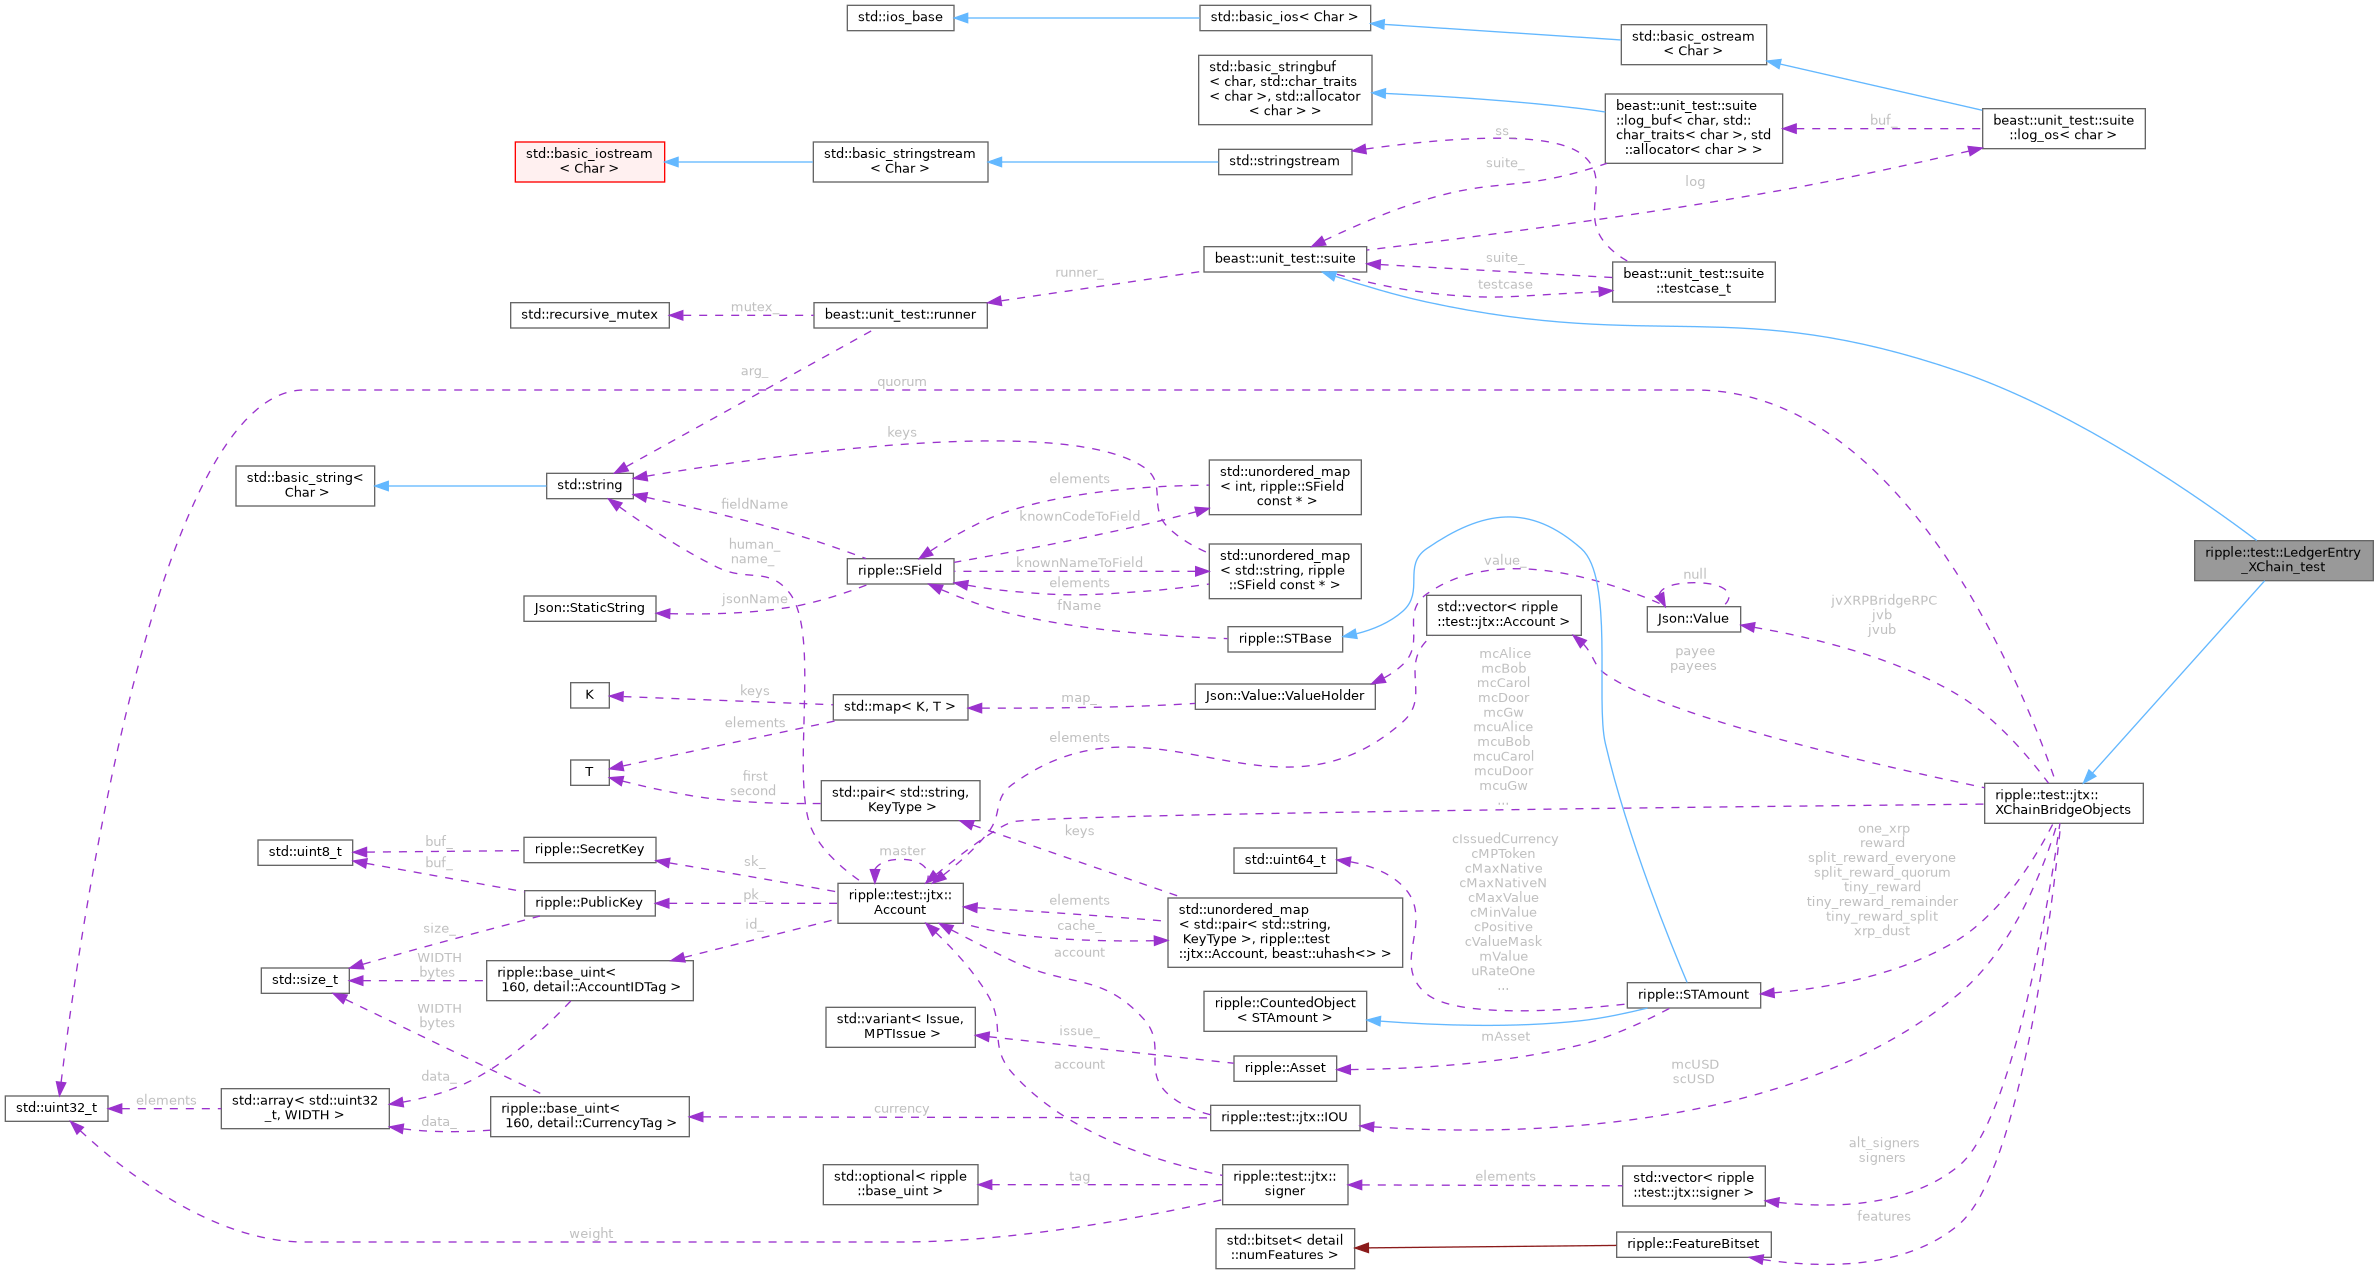 std::ios_base
std::basic_ios< Char >
std::basic_ostream
< Char >
std::basic_stringbuf
< char, std::char_traits
< char >, std::allocator
< char > >
beast::unit_test::suite
::log_buf< char, std::
char_traits< char >, std
::allocator< char > >
buf_
beast::unit_test::suite
::log_os< char >
ss
std::basic_iostream
< Char >
std::basic_stringstream
< Char >
std::stringstream
suite_
log
beast::unit_test::suite
suite_
testcase
beast::unit_test::suite
::testcase_t
runner_
std::recursive_mutex
mutex_
beast::unit_test::runner
arg_
quorum
keys
std::basic_string<
Char >
std::string
fieldName
elements
std::unordered_map
< int, ripple::SField
const * >
knownCodeToField
human_
name_
ripple::SField
knownNameToField
elements
std::unordered_map
< std::string, ripple
::SField const * >
value_
null
ripple::test::LedgerEntry
_XChain_test
Json::StaticString
jsonName
fName
ripple::STBase
std::vector< ripple
::test::jtx::Account >
Json::Value
jvXRPBridgeRPC
jvb
jvub
payee
payees
mcAlice
mcBob
mcCarol
mcDoor
mcGw
mcuAlice
mcuBob
mcuCarol
mcuDoor
mcuGw
...
K
keys
std::map< K, T >
map_
Json::Value::ValueHolder
elements
elements
T
first
second
std::pair< std::string,
KeyType >
ripple::test::jtx::
XChainBridgeObjects
keys
std::uint8_t
buf_
buf_
ripple::SecretKey
sk_
master
std::uint64_t
cIssuedCurrency
cMPToken
cMaxNative
cMaxNativeN
cMaxValue
cMinValue
cPositive
cValueMask
mValue
uRateOne
...
one_xrp
reward
split_reward_everyone
split_reward_quorum
tiny_reward
tiny_reward_remainder
tiny_reward_split
xrp_dust
ripple::PublicKey
pk_
ripple::test::jtx::
Account
elements
cache_
std::unordered_map
< std::pair< std::string,
KeyType >, ripple::test
::jtx::Account, beast::uhash<> >
size_
id_
account
WIDTH
bytes
std::size_t
ripple::base_uint<
160, detail::AccountIDTag >
ripple::STAmount
WIDTH
bytes
std::variant< Issue,
MPTIssue >
issue_
ripple::CountedObject
< STAmount >
mAsset
account
ripple::Asset
mcUSD
scUSD
data_
std::uint32_t
elements
std::array< std::uint32
_t, WIDTH >
data_
ripple::base_uint<
160, detail::CurrencyTag >
currency
ripple::test::jtx::IOU
alt_signers
signers
std::optional< ripple
::base_uint >
tag
ripple::test::jtx::
signer
elements
std::vector< ripple
::test::jtx::signer >
weight
features
std::bitset< detail
::numFeatures >
ripple::FeatureBitset